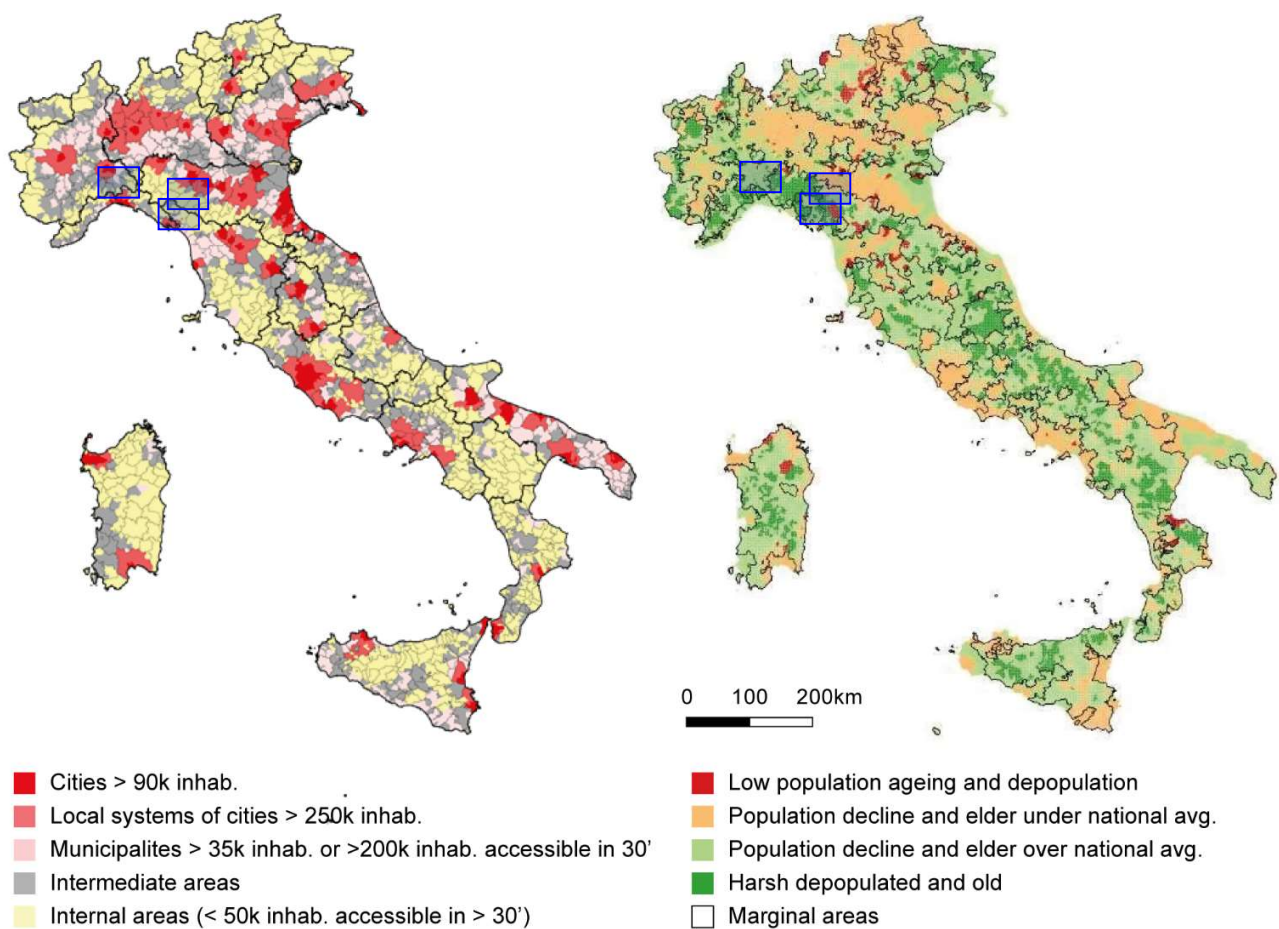 0 100 200km
Cities > 90k inhab.
Local systems of cities > 250k inhab.
Municipalites > 35k inhab. or >200k inhab. accessible in 30'
Intermediate areas
Internal areas (< 50k inhab. accessible in > 30')
Low population ageing and depopulation
Population decline and elder under national avg.
Population decline and elder over national avg.
Harsh depopulated and old
Marginal areas